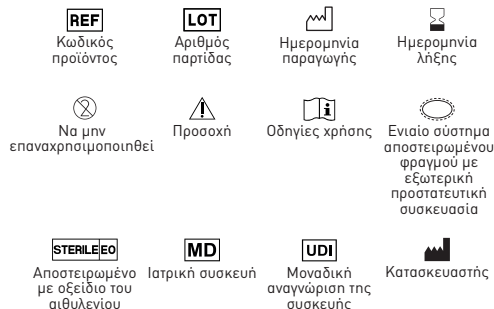 REF
LOT
Κωδικός
προϊόντος
Αριθμός
παρτίδας
Ημερομηνία
παραγωγής
Ημερομηνία
λήξης
2
i
Να μην
επαναχρησιμοποιηθεί
Προσοχή
Οδηγίες χρήσης
Ενιαίο σύστημα
αποστειρωμένου
φραγμού με
εξωτερική
προστατευτική
συσκευασία
STERILE EO
MD
UDI
Αποστειρωμένο
με οξείδιο του
αιθυλενίου
Ιατρική συσκευή
Μοναδική
αναγνώριση της
συσκευής
Κατασκευαστής